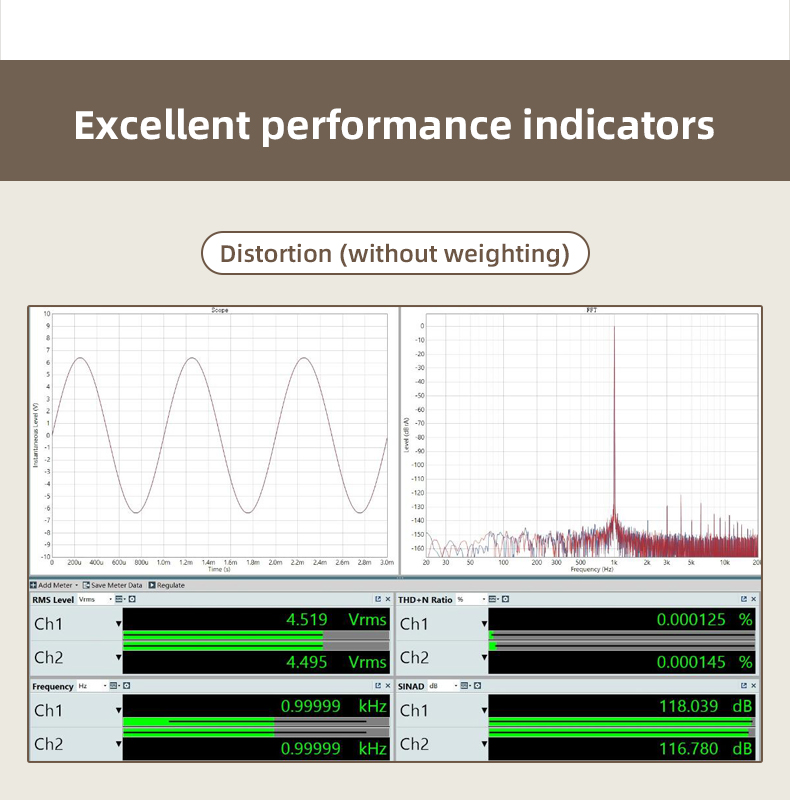 Excellent performance indicators
Distortion (without weighting)
Scope
Instantaneous Level (V)
10
9
8
7
6
5
4
3
2
1
0
-1
-2
-3
-4
-5
-6
-7
-8
-9
-10
0 200u 400u 600u 800u 1.0m 1.2m 1.4m 1.6m 1.8m 2.0m 2.2m 2.4m 2.6m 2.8m 3.0m
Time (s)
FFT
0
-10
-20
-30
-40
-50
-60
-70
-80
-90
-100
-110
-120
-130
-140
-150
-160
20 30 50 100 200 300 500 1k 2k 3k 5k 10k 20k
Frequency (Hz)
Add Meter Save Meter Data Regulate
RMS Level Vrms
Ch1 4.519 Vrms
Ch2 4.495 Vrms
THD+N Ratio %
Ch1 0.000125 %
Ch2 0.000145 %
Frequency Hz
Ch1 0.99999 kHz
Ch2 0.99999 kHz
SINAD dB
Ch1 118.039 dB
Ch2 116.780 dB